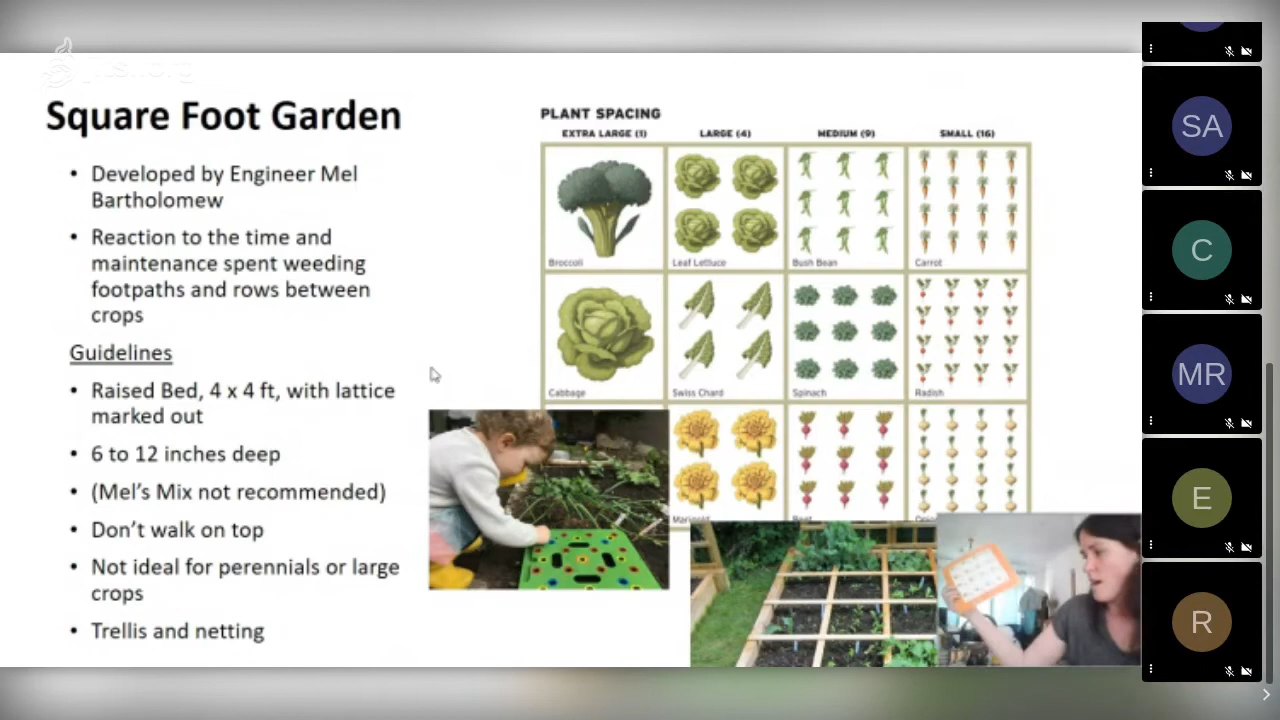 Square Foot Garden
• Developed by Engineer Mel
Bartholomew
• Reaction to the time and
maintenance spent weeding
footpaths and rows between
crops
Guidelines
• Raised Bed, 4 x 4 ft, with lattice
marked out
• 6 to 12 inches deep
• (Mel's Mix not recommended)
• Don't walk on top
• Not ideal for perennials or large
crops
• Trellis and netting
PLANT SPACING
EXTRA LARGE (1) LARGE (4) MEDIUM (9) SMALL (16)
Broccoli Leaf Lettuce Bush Bean Carrot
Cabbage Swiss Chard Spinach Radish
Marigold Beet
SA
C
MR
E
R